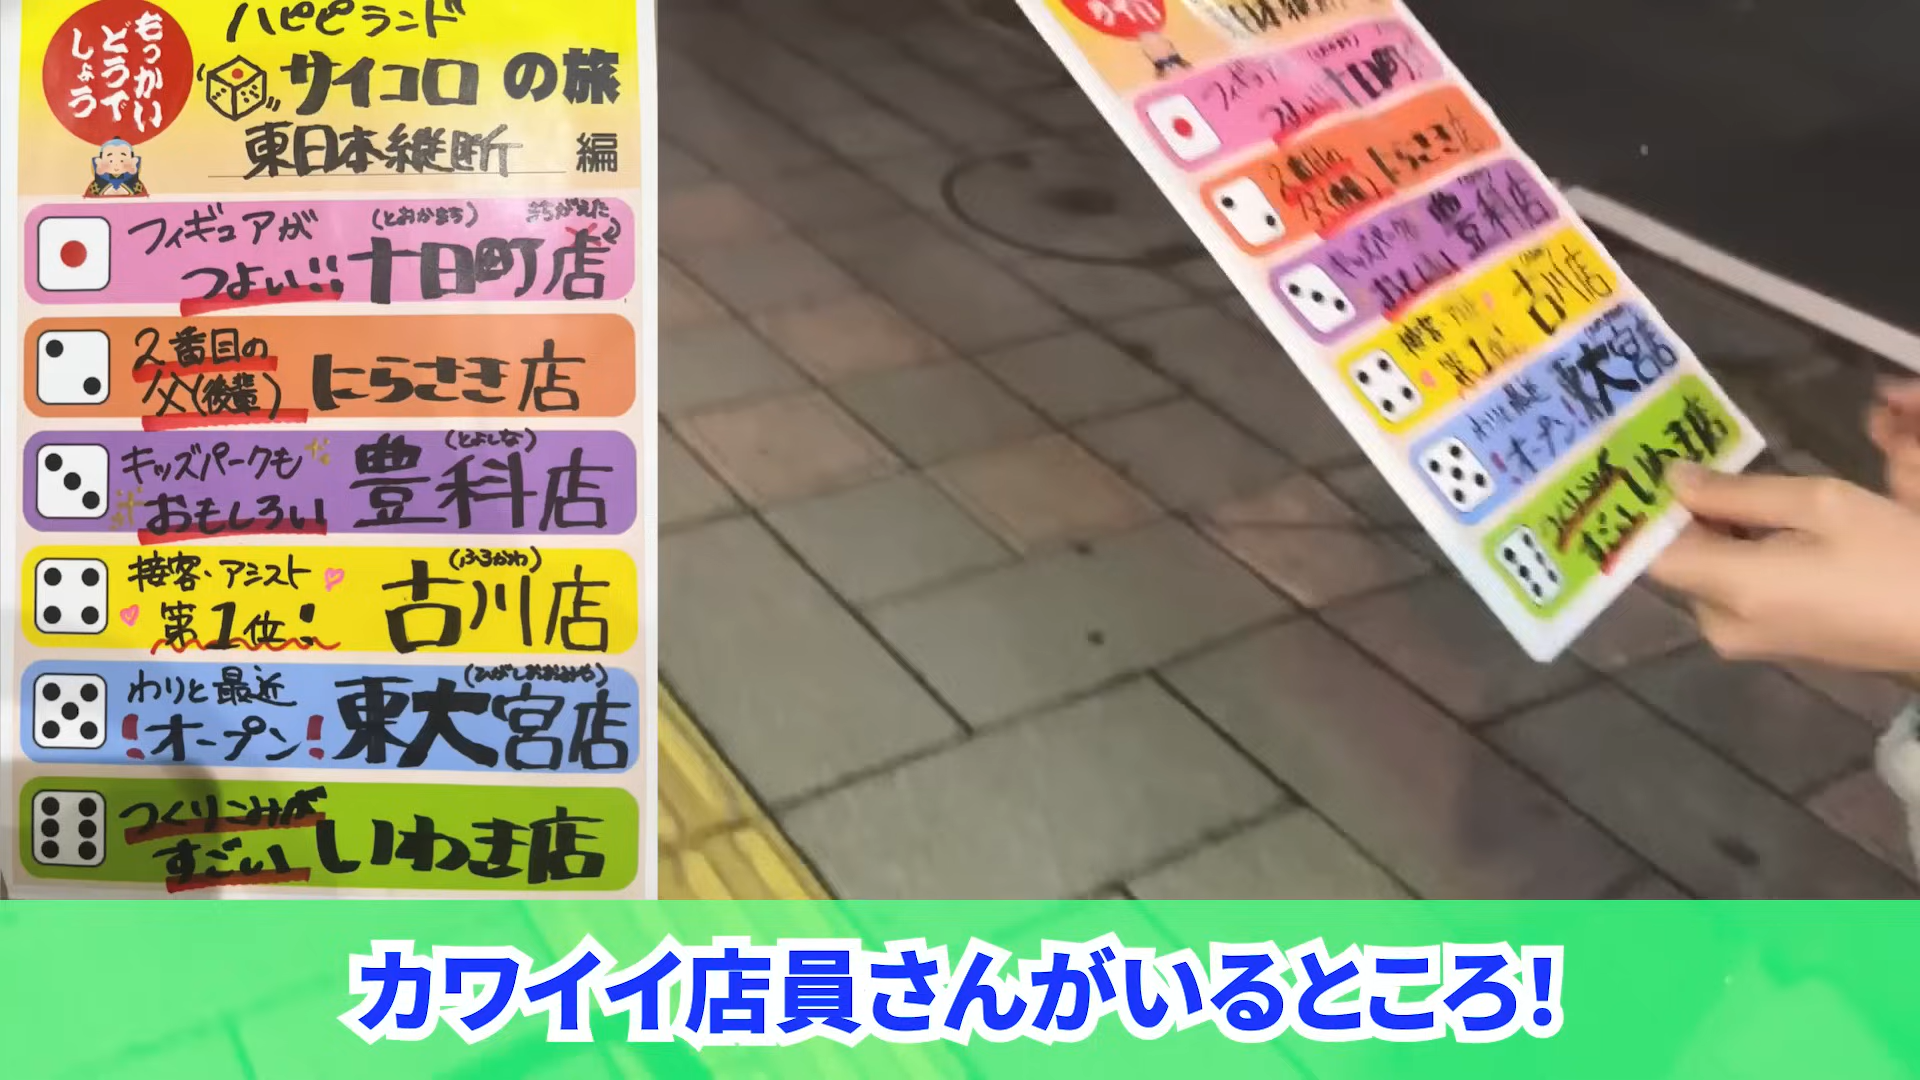 もっかい
どうで
しょう
ハピピランド
サイコロの旅
東日本縦断 編
フィギュアが
つよい!! 十日町店
(とおかまち) まちがえた
2番目の
父(後輩) にらさき店
キッズパークも
おもしろい 豊科店
(とよしな)
接客・アシスト
第1位! 古川店
(ふるかわ)
わりと最近
!オープン! 東大宮店
(ひがしおおみや)
つくりこみが
すごい いわき店
カワイイ店員さんがいるところ!